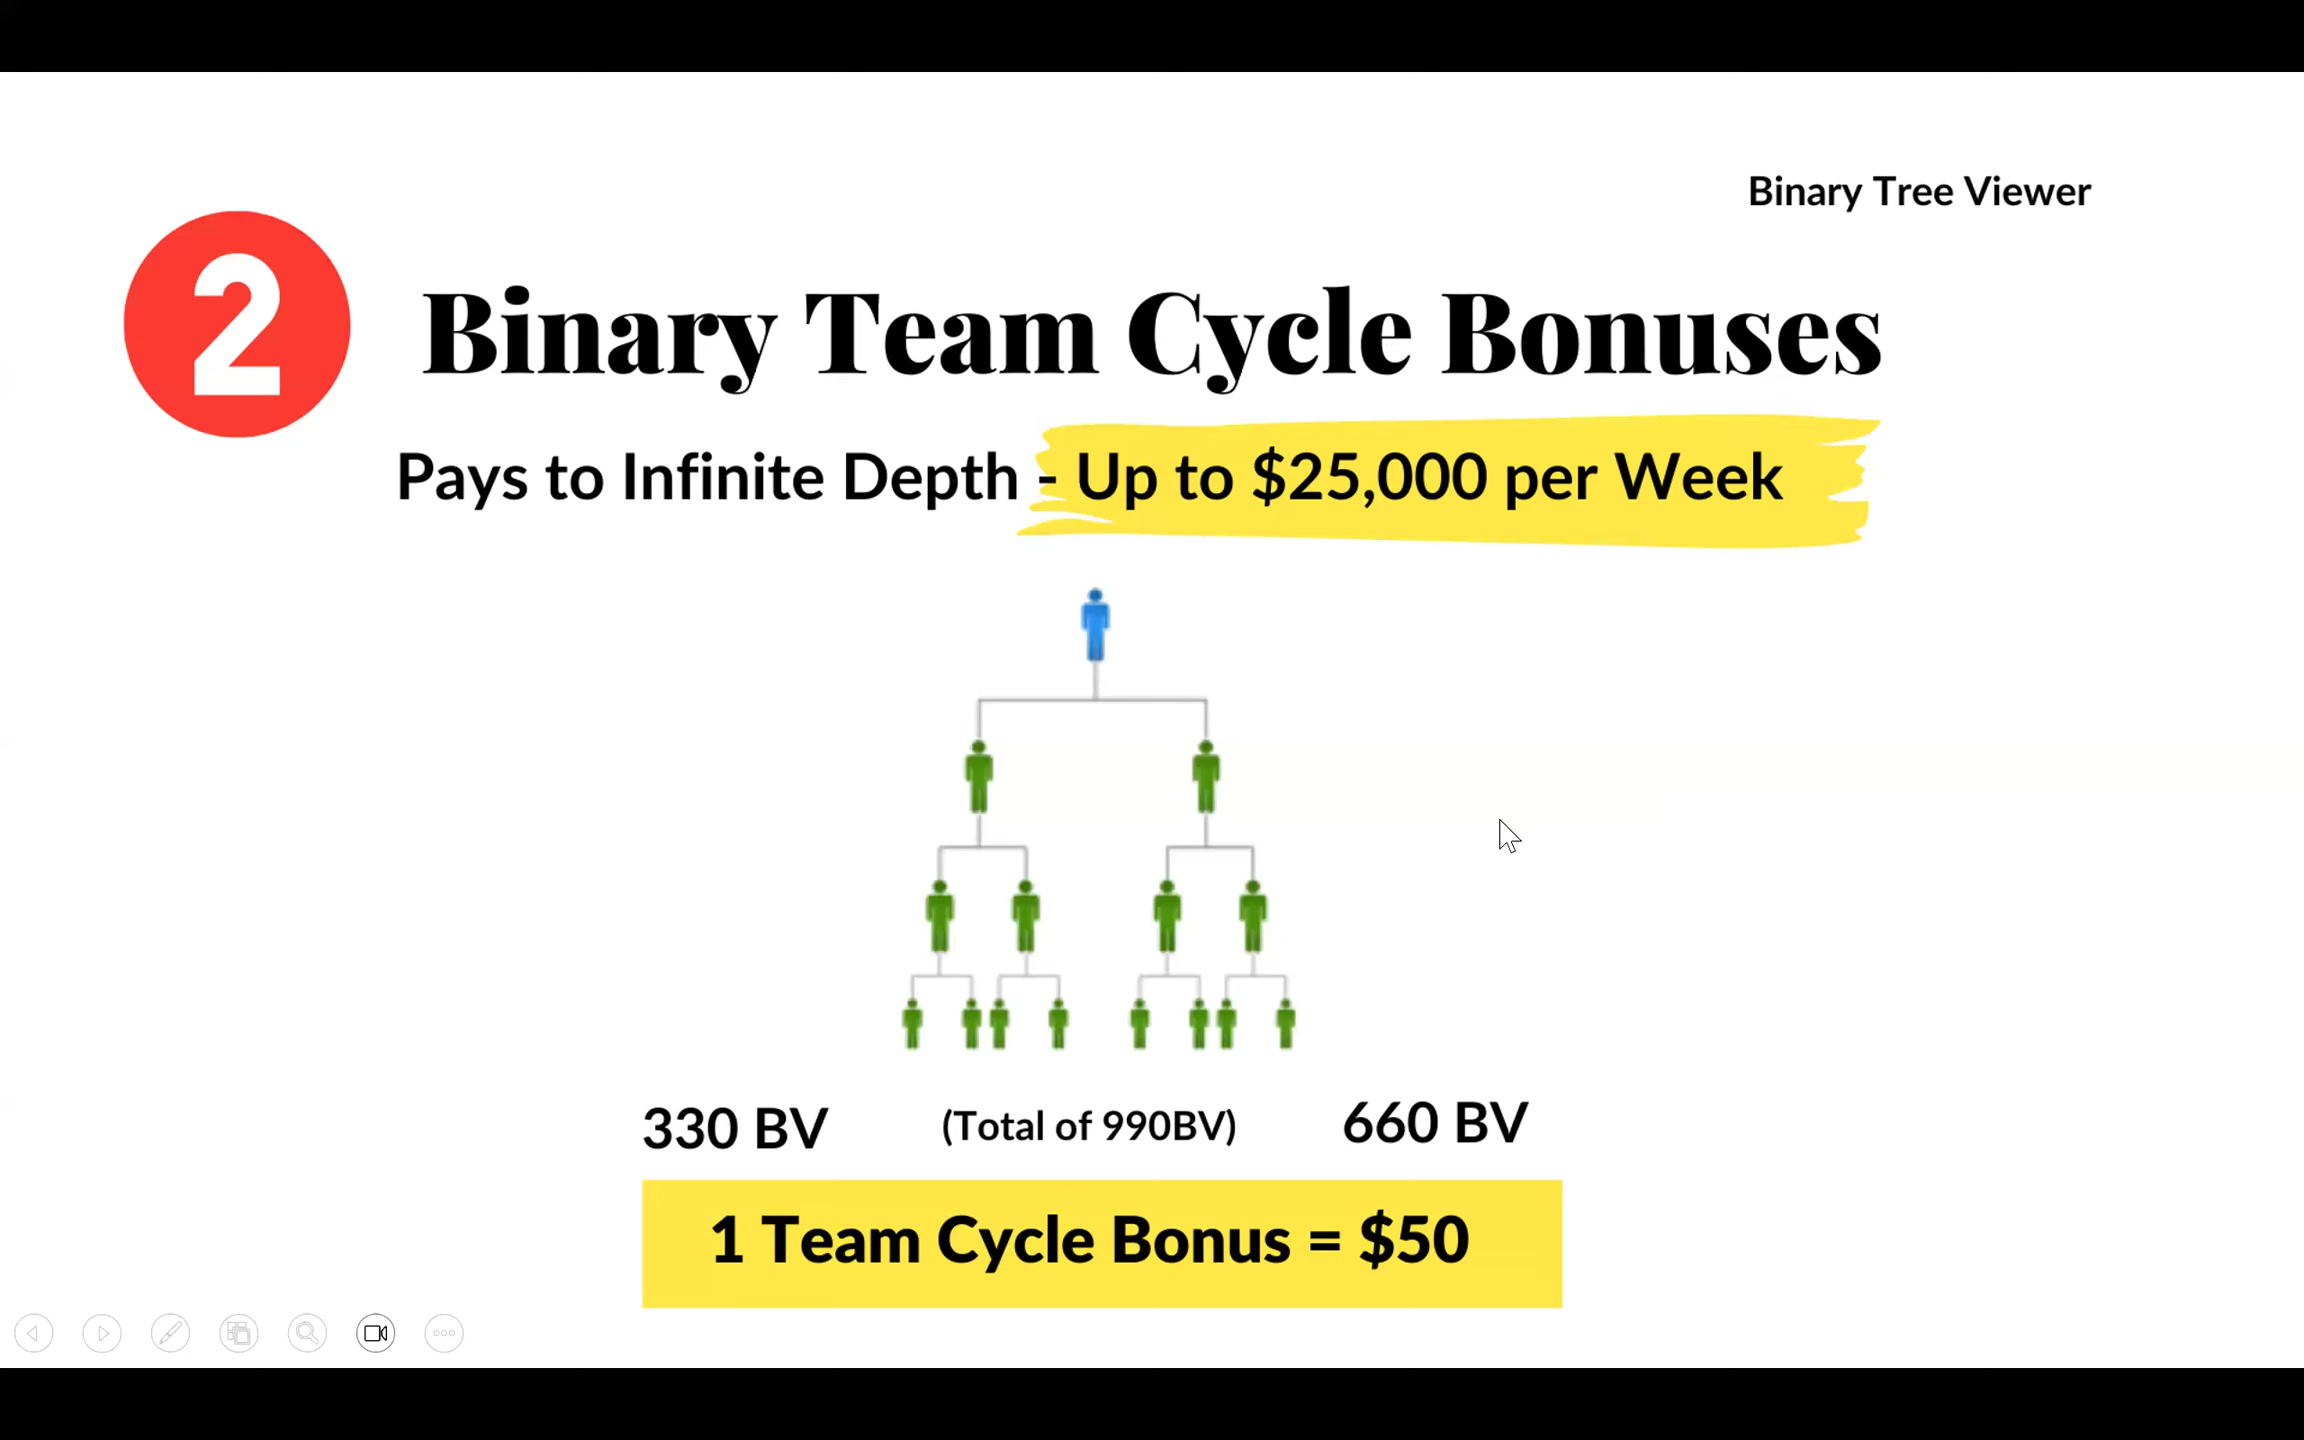 Binary Tree Viewer
2
Binary Team Cycle Bonuses
Pays to Infinite Depth - Up to $25,000 per Week
330 BV
(Total of 990BV)
660 BV
1 Team Cycle Bonus = $50